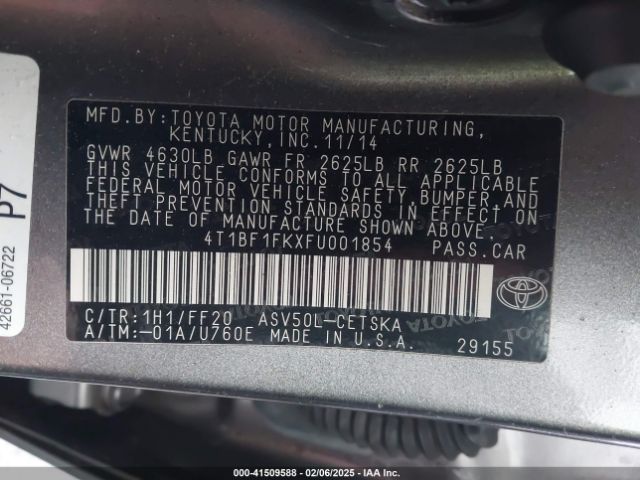 MFD.BY:TOYOTA MOTOR MANUFACTURING,
KENTUCKY,INC.11/14
GVWR 4630LB GAWR FR 2625LB RR 2625LB
THIS VEHICLE CONFORMS TO ALL APPLICABLE
FEDERAL MOTOR VEHICLE SAFETY,BUMPER,AND
THEFT PREVENTION STANDARDS IN EFFECT ON
THE DATE OF MANUFACTURE SHOWN ABOVE.
4T1BF1FKXFU001854 PASS.CAR
C/TR:1H1/FF20 ASV50L-CETSKA
A/TM:-01A/U760E MADE IN U.S.A.
29155
TOYOTA
42661-06722
P7
000-41509588 - 02/06/2025 - IAA Inc.